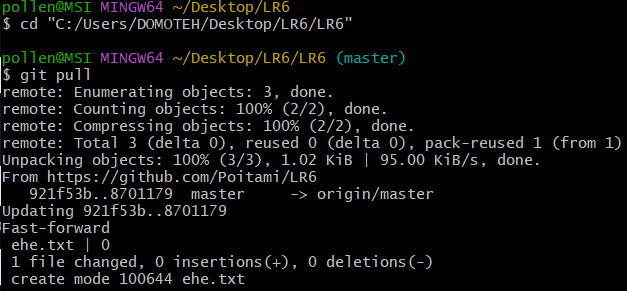 pollen@MSI MINGW64 ~/Desktop/LR6
$ cd "C:/Users/DOMOTEH/Desktop/LR6/LR6"
pollen@MSI MINGW64 ~/Desktop/LR6/LR6 (master)
$ git pull
remote: Enumerating objects: 3, done.
remote: Counting objects: 100% (2/2), done.
remote: Compressing objects: 100% (2/2), done.
remote: Total 3 (delta 0), reused 0 (delta 0), pack-reused 1 (from 1)
Unpacking objects: 100% (3/3), 1.02 KiB | 95.00 KiB/s, done.
From https://github.com/Poitami/LR6
   921f53b..8701179  master     -> origin/master
Updating 921f53b..8701179
Fast-forward
 ehe.txt | 0
 1 file changed, 0 insertions(+), 0 deletions(-)
 create mode 100644 ehe.txt